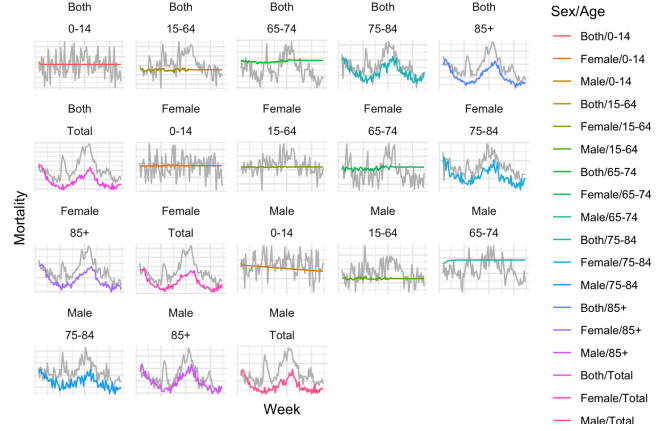 Both
Both
Both
Both
Both
0-14
15-64
65-74
75-84
85+
Both
Female
Female
Female
Female
Total
0-14
15-64
65-74
75-84
Female
Female
Male
Male
Male
85+
Total
0-14
15-64
65-74
Male
Male
Male
75-84
85+
Total
Mortality
Week
Sex/Age
Both/0-14
Female/0-14
Male/0-14
Both/15-64
Female/15-64
Male/15-64
Both/65-74
Female/65-74
Male/65-74
Both/75-84
Female/75-84
Male/75-84
Both/85+
Female/85+
Male/85+
Both/Total
Female/Total
Male/Total